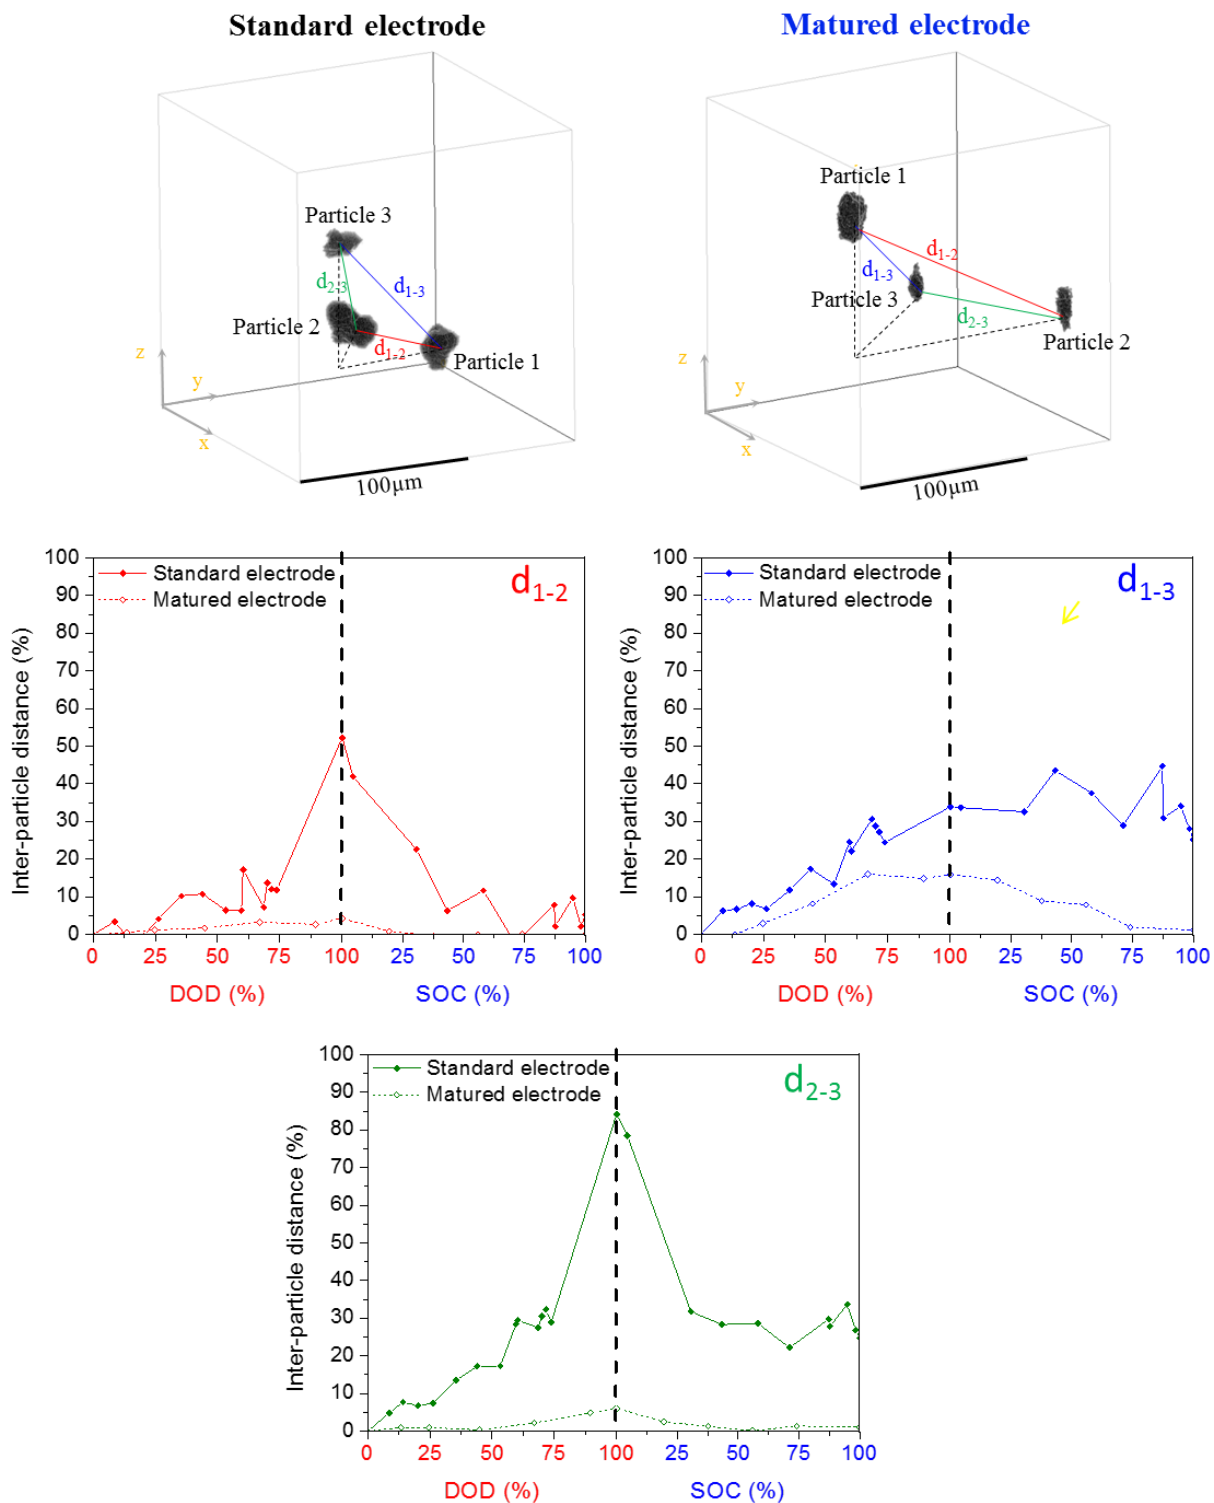 Standard electrode
Matured electrode
Particle 3
d2-3
d1-3
Particle 2
d1-2
Particle 1
z
y
x
100μm
Particle 1
d1-2
d1-3
Particle 3
d2-3
Particle 2
z
y
x
100μm
Inter-particle distance (%)
100
90
80
70
60
50
40
30
20
10
0
Standard electrode
Matured electrode
d1-2
0 25 50 75 100 25 50 75 100
DOD (%) SOC (%)
Inter-particle distance (%)
100
90
80
70
60
50
40
30
20
10
0
Standard electrode
Matured electrode
d1-3
0 25 50 75 100 25 50 75 100
DOD (%) SOC (%)
Inter-particle distance (%)
100
90
80
70
60
50
40
30
20
10
0
Standard electrode
Matured electrode
d2-3
0 25 50 75 100 25 50 75 100
DOD (%) SOC (%)